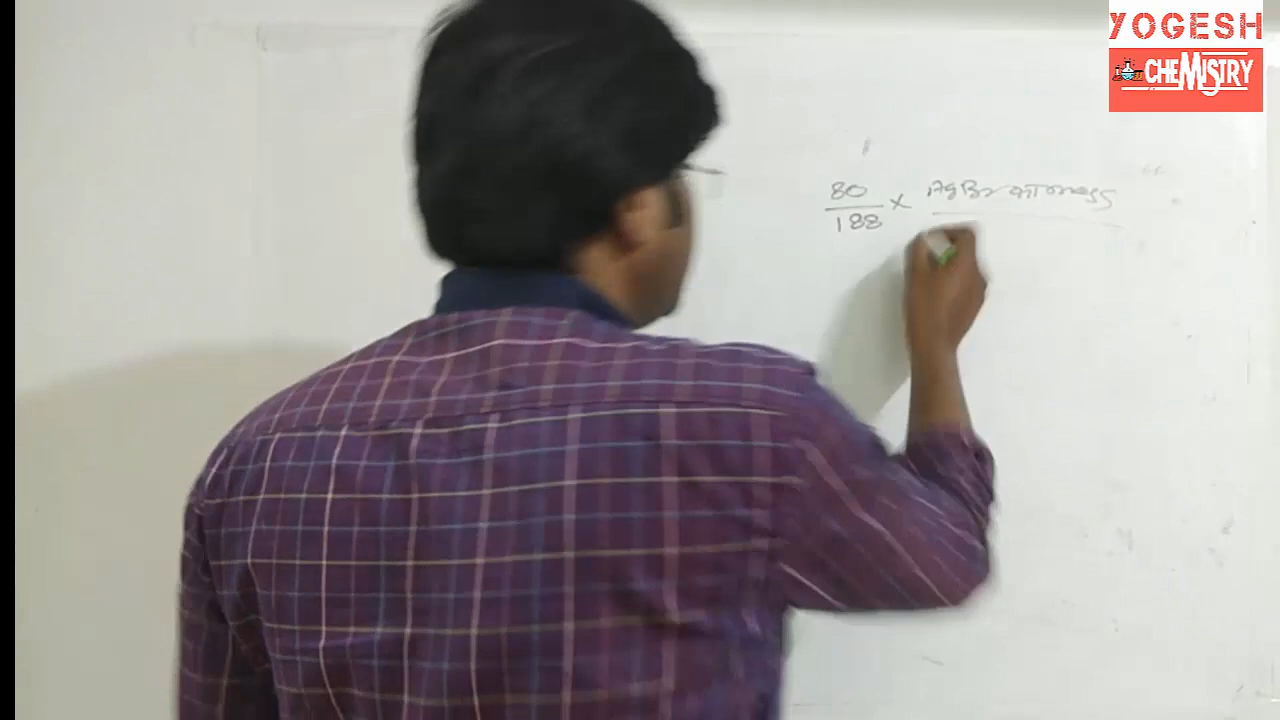 YOGESH
CHEMISTRY
80/188 × AgBr का mass